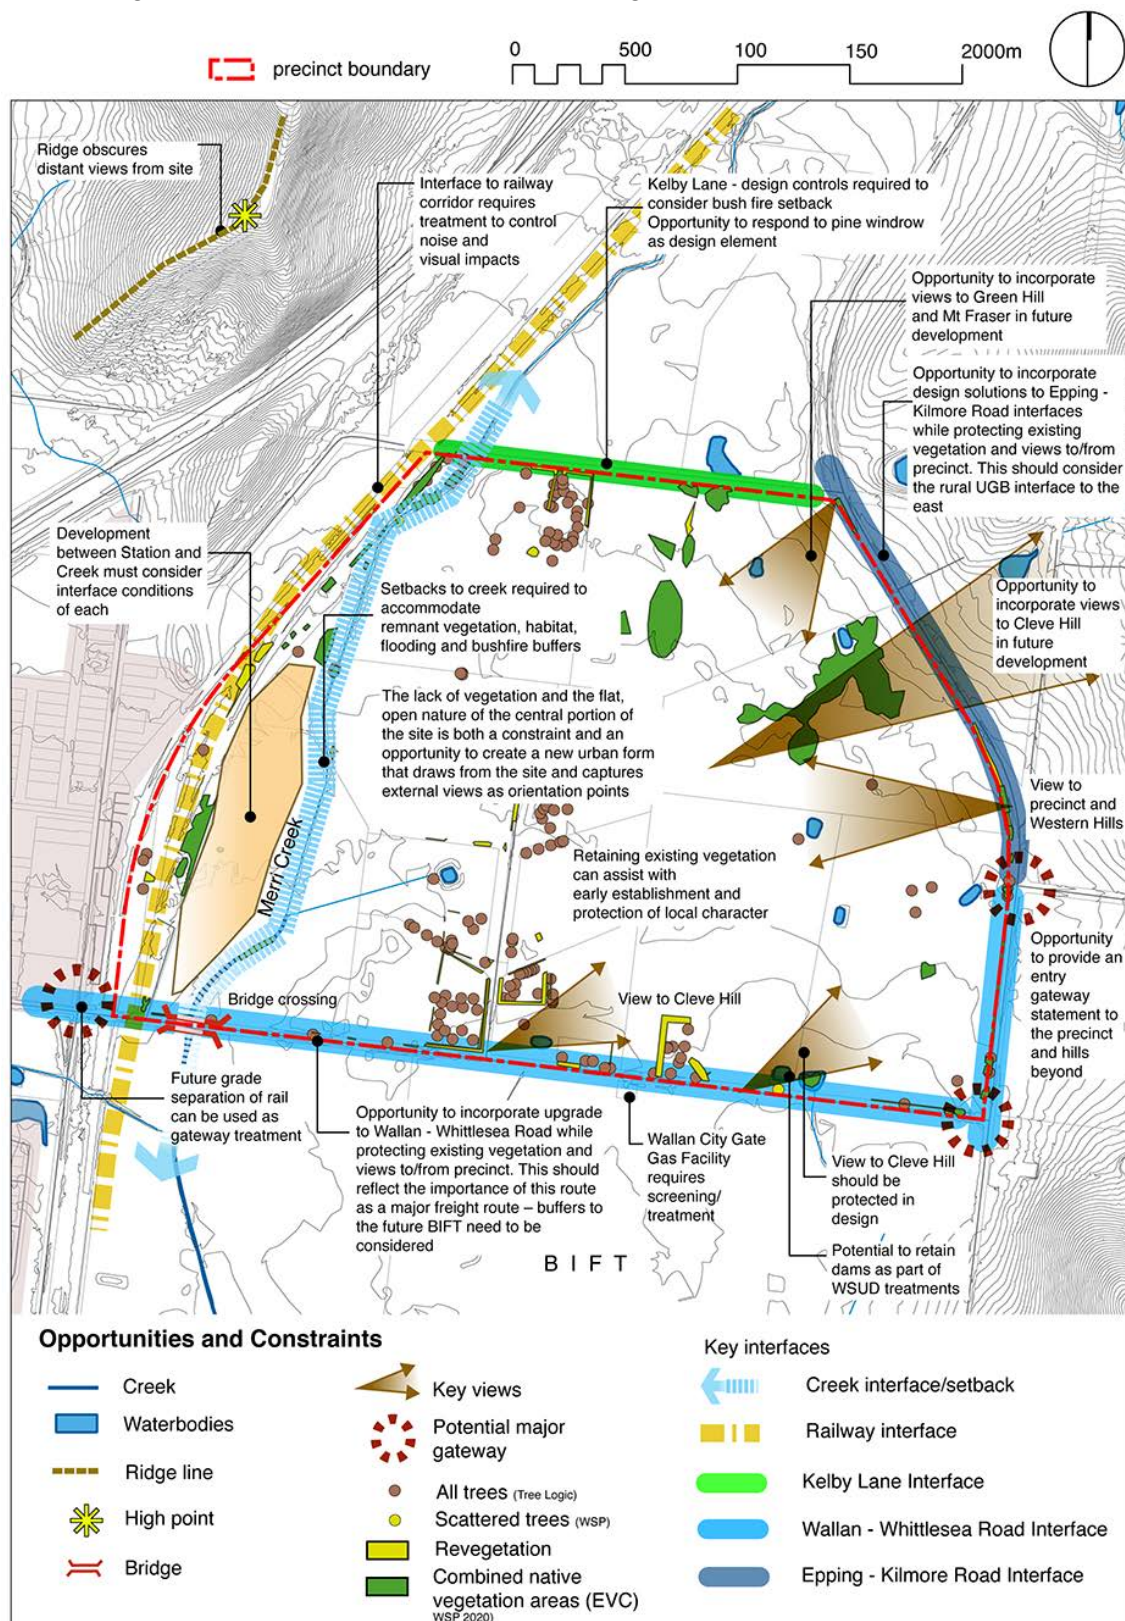 0
500
100
150
2000m
precinct boundary
Ridge obscures
distant views from site
Interface to railway
corridor requires
treatment to control
noise and
visual impacts
Kelby Lane - design controls required to
consider bush fire setback
Opportunity to respond to pine windrow
as design element
Opportunity to incorporate
views to Green Hill
and Mt Fraser in future
development
Opportunity to incorporate
design solutions to Epping -
Kilmore Road interfaces
while protecting existing
vegetation and views to/from
precinct. This should consider
the rural UGB interface to the
east
Development
between Station and
Creek must consider
interface conditions
of each
Setbacks to creek required to
accommodate
remnant vegetation, habitat,
flooding and bushfire buffers
Opportunity to
incorporate views
to Cleve Hill
in future
development
The lack of vegetation and the flat,
open nature of the central portion of
the site is both a constraint and an
opportunity to create a new urban form
that draws from the site and captures
external views as orientation points
View to
precinct and
Western Hills
Merri Creek
Retaining existing vegetation
can assist with
early establishment and
protection of local character
Opportunity
to provide an
entry
gateway
statement to
the precinct
and hills
beyond
Bridge crossing
View to Cleve Hill
Future grade
separation of rail
can be used as
gateway treatment
Opportunity to incorporate upgrade
to Wallan - Whittlesea Road while
protecting existing vegetation and
views to/from precinct. This should
reflect the importance of this route
as a major freight route – buffers to
the future BIFT need to be
considered
Wallan City Gate
Gas Facility
requires
screening/
treatment
View to Cleve Hill
should be
protected in
design
Potential to retain
dams as part of
WSUD treatments
BIFT
Opportunities and Constraints
Creek
Waterbodies
Ridge line
High point
Bridge
Key views
Potential major
gateway
All trees (Tree Logic)
Scattered trees (WSP)
Revegetation
Combined native
vegetation areas (EVC)
WSP 2020)
Key interfaces
Creek interface/setback
Railway interface
Kelby Lane Interface
Wallan - Whittlesea Road Interface
Epping - Kilmore Road Interface